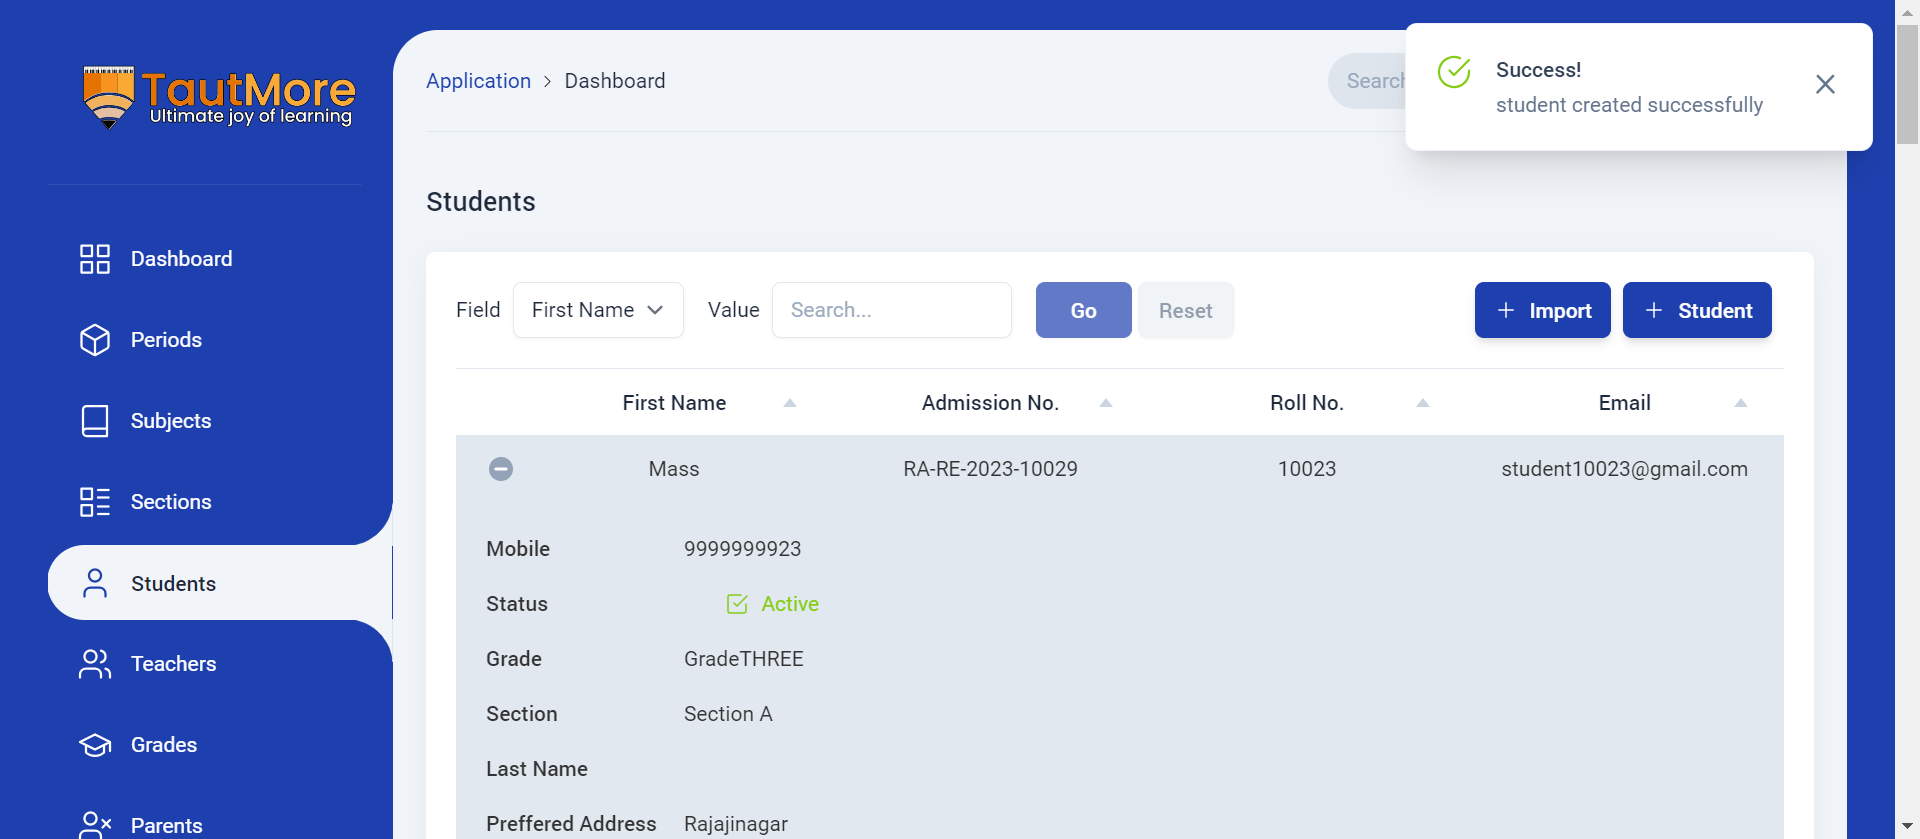 TautMore
Ultimate joy of learning
Dashboard
Periods
Subjects
Sections
Students
Teachers
Grades
Parents
Application > Dashboard
Search
Success!
student created successfully
Students
Field First Name Value Search... Go Reset + Import + Student
First Name Admission No. Roll No. Email
Mass RA-RE-2023-10029 10023 student10023@gmail.com
Mobile 9999999923
Status Active
Grade GradeTHREE
Section Section A
Last Name
Preffered Address Rajajinagar